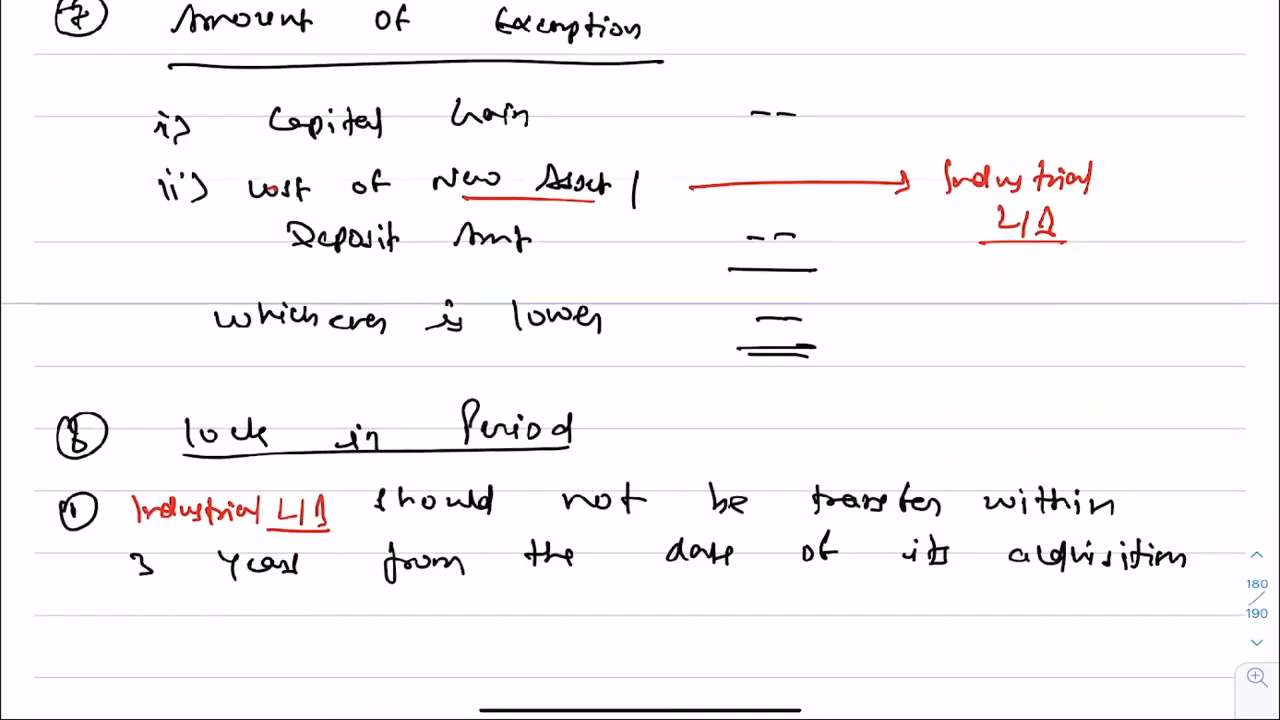 ⑦ Amount of Exemption
i) Capital Gain --
ii) Cost of New Asset / → Industrial
L/B
Deposit Amt --
whichever is lower —
⑧ Lock in Period
① Industrial L/B should not be transfer within
3 year from the date of its acquisition
180
190